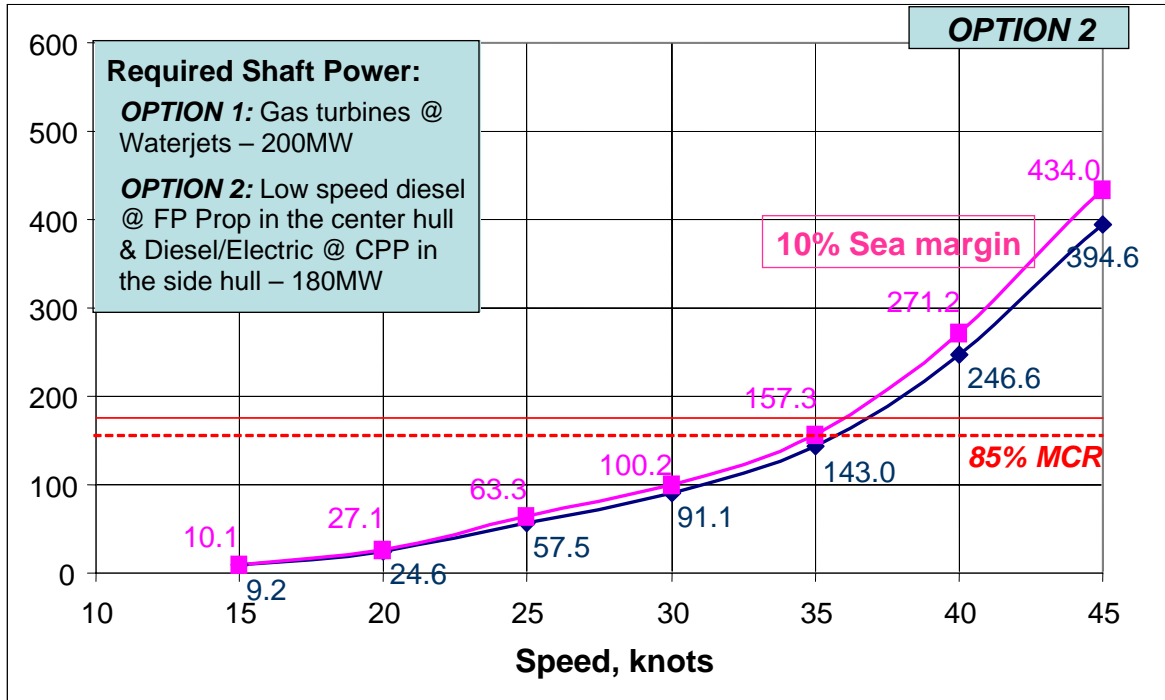 OPTION 2
Required Shaft Power:
OPTION 1: Gas turbines @
Waterjets – 200MW
OPTION 2: Low speed diesel
@ FP Prop in the center hull
& Diesel/Electric @ CPP in
the side hull – 180MW
600
500
400
300
200
100
0
434.0
10% Sea margin
394.6
271.2
246.6
157.3
85% MCR
143.0
100.2
91.1
63.3
57.5
27.1
24.6
10.1
9.2
10 15 20 25 30 35 40 45
Speed, knots